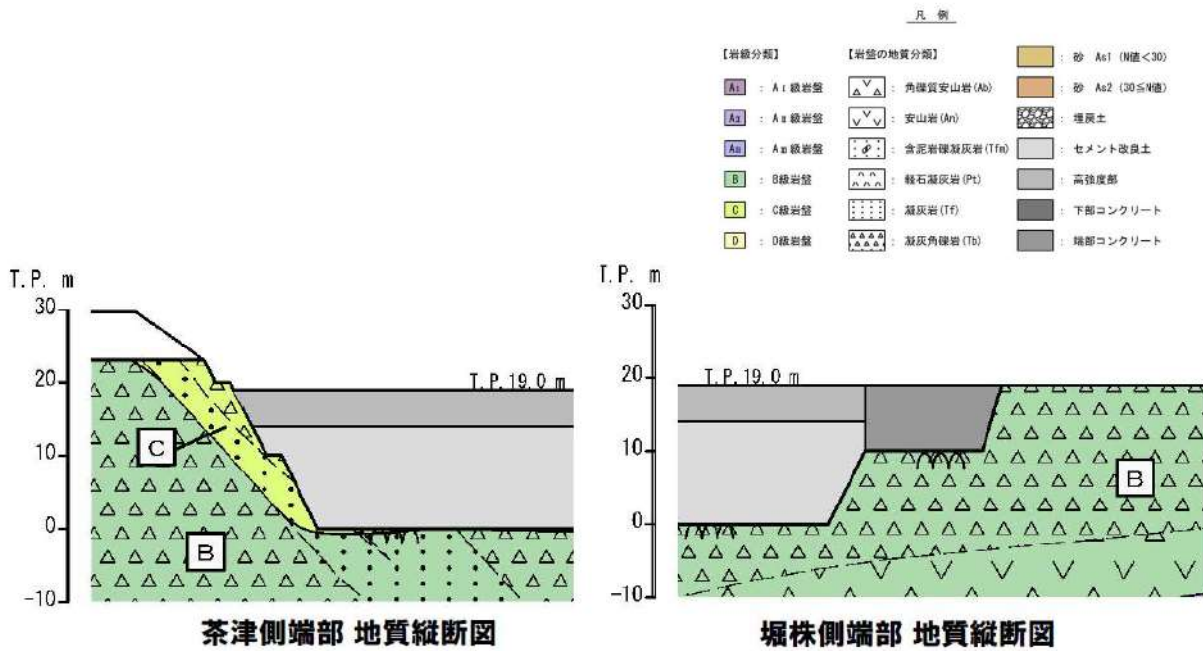 凡 例
【岩級分類】
AⅠ : AⅠ級岩盤
AⅡ : AⅡ級岩盤
AⅢ : AⅢ級岩盤
B : B級岩盤
C : C級岩盤
D : D級岩盤
【岩盤の地質分類】
: 角礫質安山岩(Ab)
: 安山岩(An)
: 含泥岩礫凝灰岩(Tfm)
: 軽石凝灰岩(Pt)
: 凝灰岩(Tf)
: 凝灰角礫岩(Tb)
: 砂 As1 (N値<30)
: 砂 As2 (30≦N値)
: 埋戻土
: セメント改良土
: 高強度部
: 下部コンクリート
: 端部コンクリート
T.P. m
30
20
10
0
-10
T.P.19.0 m
C
B
茶津側端部 地質縦断図
T.P. m
30
20
10
0
-10
T.P.19.0 m
B
堀株側端部 地質縦断図